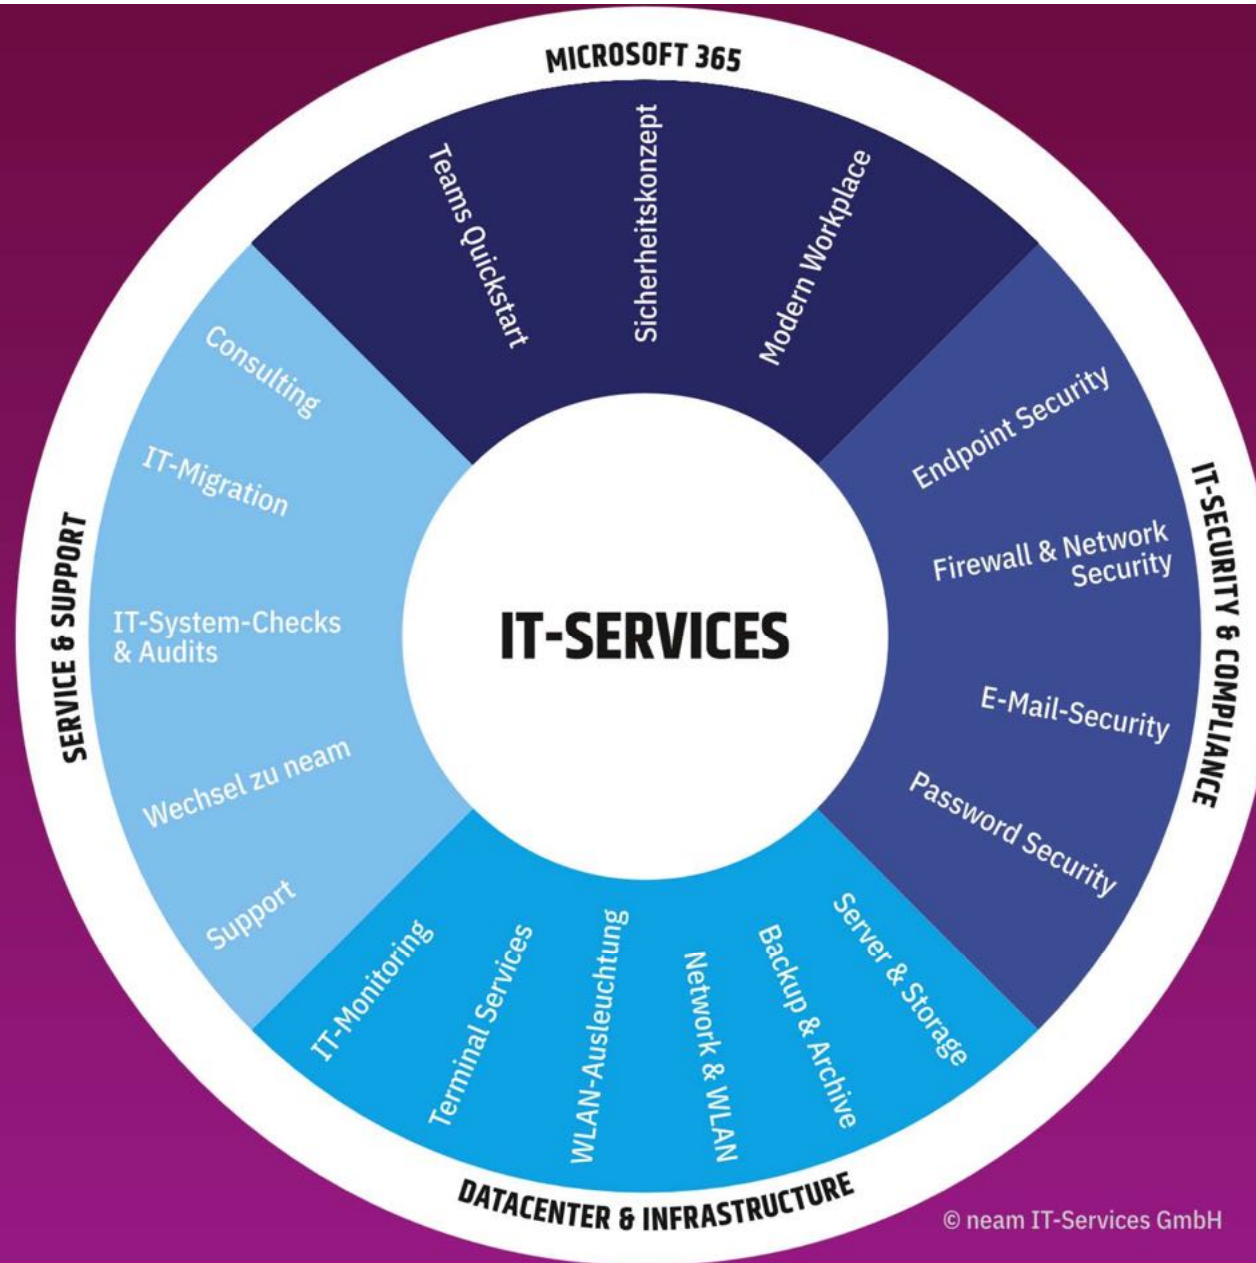 MICROSOFT 365
Teams Quickstart
Sicherheitskonzept
Modern Workplace
IT-SECURITY & COMPLIANCE
Endpoint Security
Firewall & Network
Security
E-Mail-Security
Password Security
DATACENTER & INFRASTRUCTURE
Server & Storage
Backup & Archive
Network & WLAN
WLAN-Ausleuchtung
Terminal Services
IT-Monitoring
SERVICE & SUPPORT
Consulting
IT-Migration
IT-System-Checks
& Audits
Wechsel zu neam
Support
IT-SERVICES
© neam IT-Services GmbH